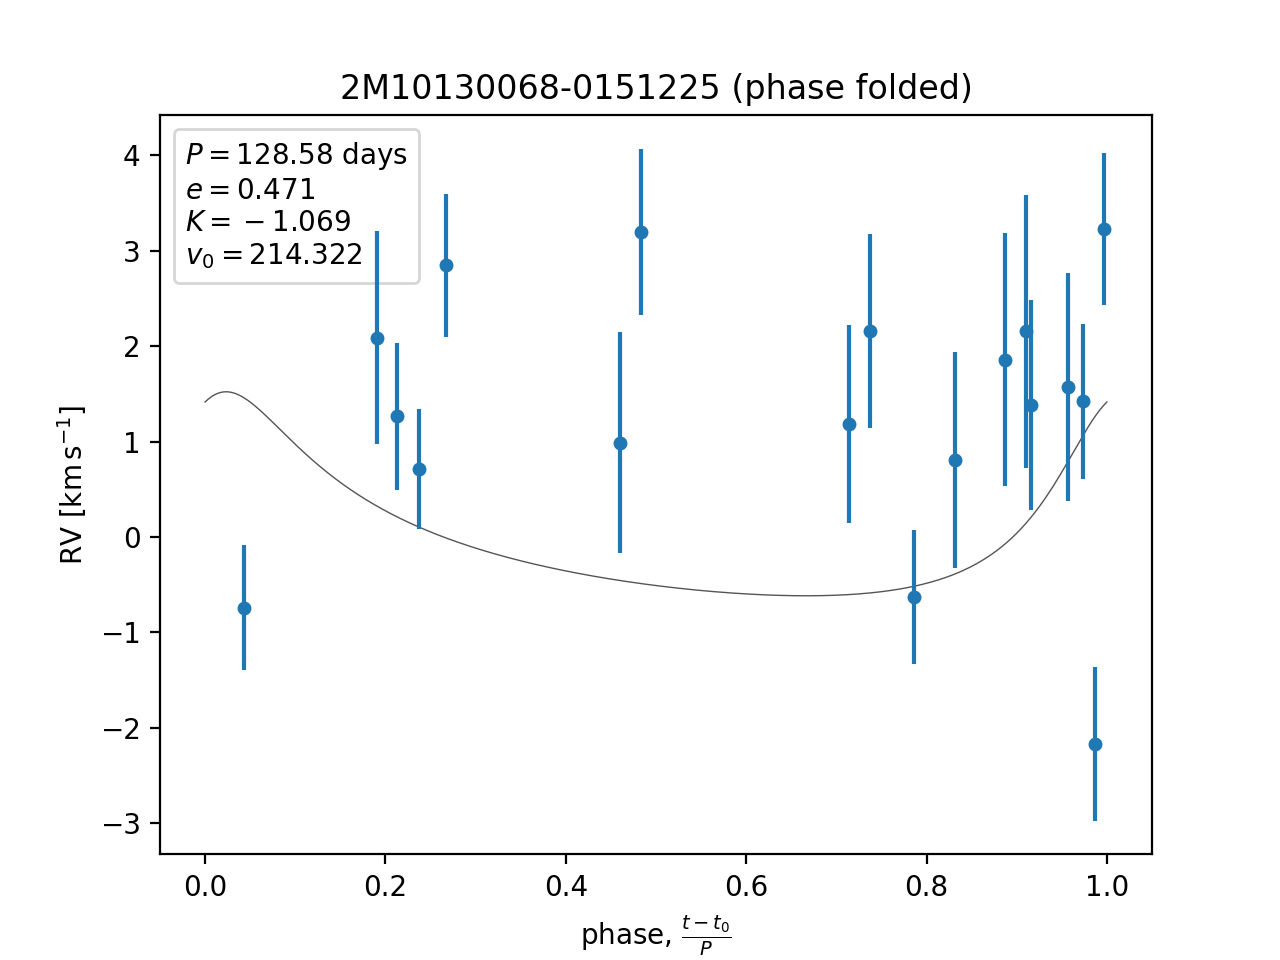 2M10130068-0151225 (phase folded)
P = 128.58 days
e = 0.471
K = −1.069
v₀ = 214.322
RV [km s⁻¹]
4
3
2
1
0
−1
−2
−3
0.0 0.2 0.4 0.6 0.8 1.0
phase, (t − t₀)/P